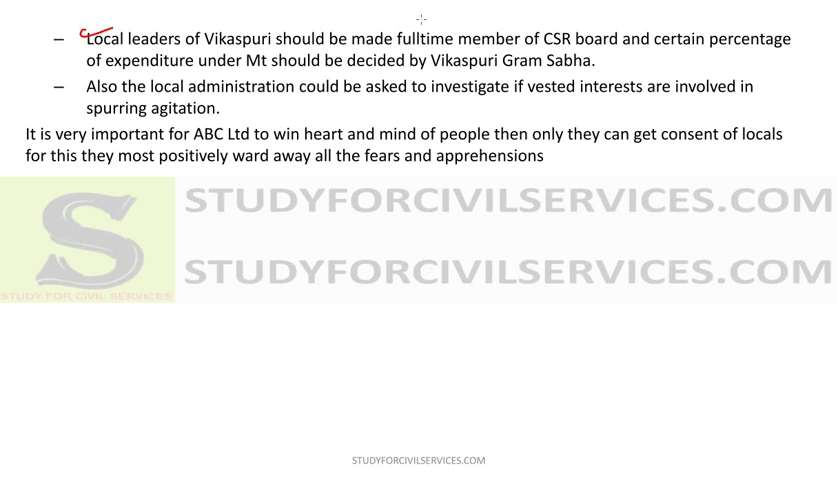 – Local leaders of Vikaspuri should be made fulltime member of CSR board and certain percentage
of expenditure under Mt should be decided by Vikaspuri Gram Sabha.
– Also the local administration could be asked to investigate if vested interests are involved in
spurring agitation.
It is very important for ABC Ltd to win heart and mind of people then only they can get consent of locals
for this they most positively ward away all the fears and apprehensions
S
STUDY FOR CIVIL SERVICES
STUDYFORCIVILSERVICES.COM
STUDYFORCIVILSERVICES.COM
STUDYFORCIVILSERVICES.COM